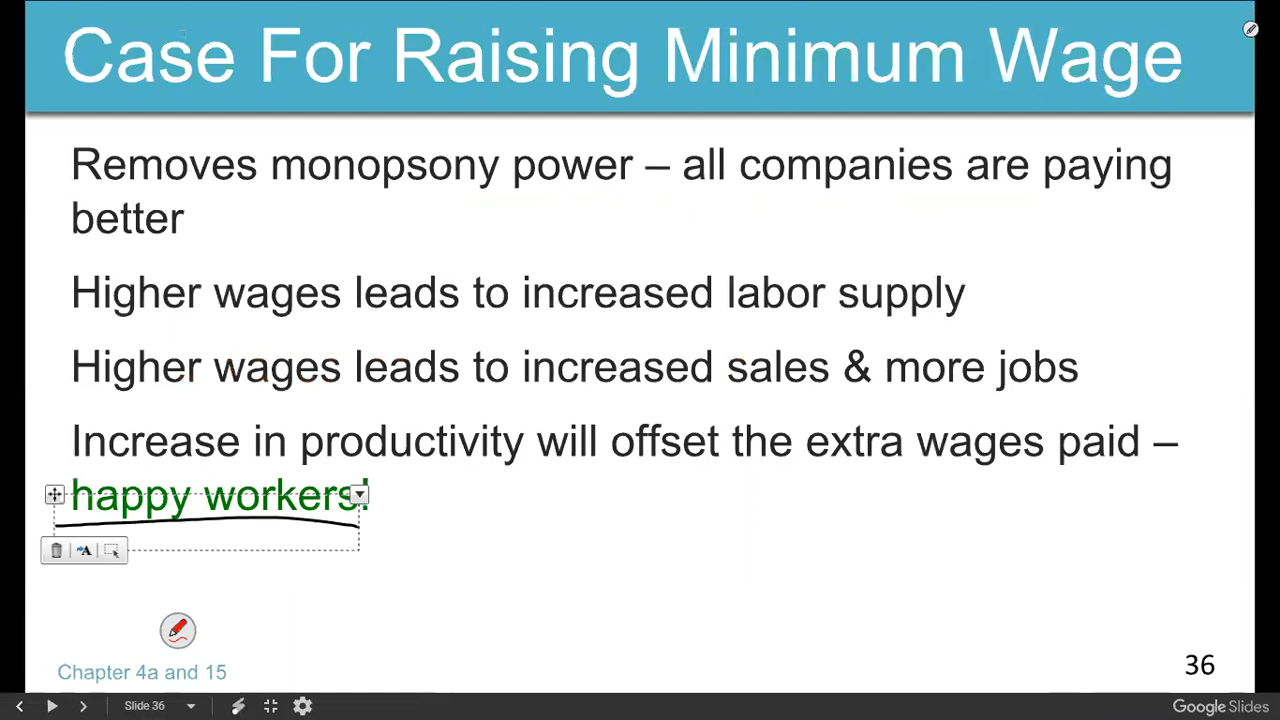 Case For Raising Minimum Wage
Removes monopsony power – all companies are paying
better
Higher wages leads to increased labor supply
Higher wages leads to increased sales & more jobs
Increase in productivity will offset the extra wages paid –
happy workers!
A
Chapter 4a and 15
36
Slide 36
Google Slides